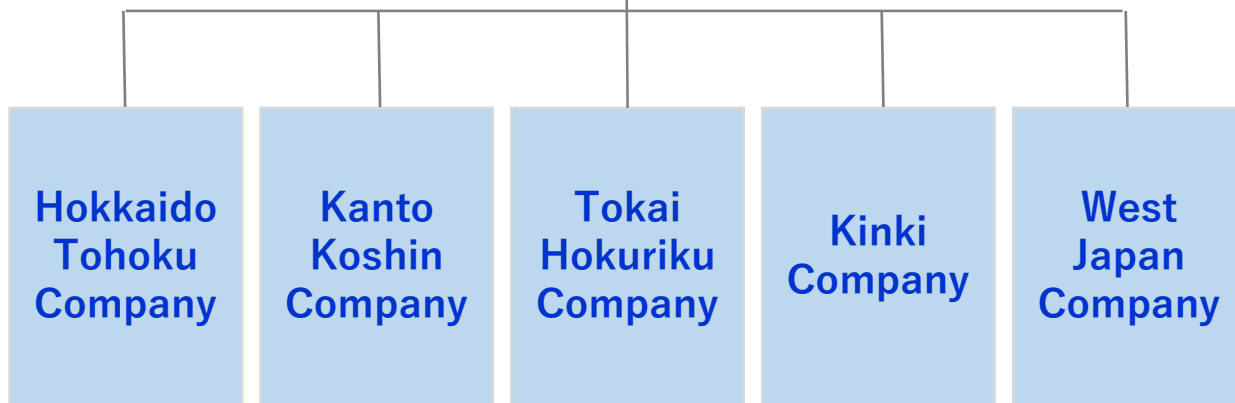 Hokkaido
Tohoku
Company
Kanto
Koshin
Company
Tokai
Hokuriku
Company
Kinki
Company
West
Japan
Company